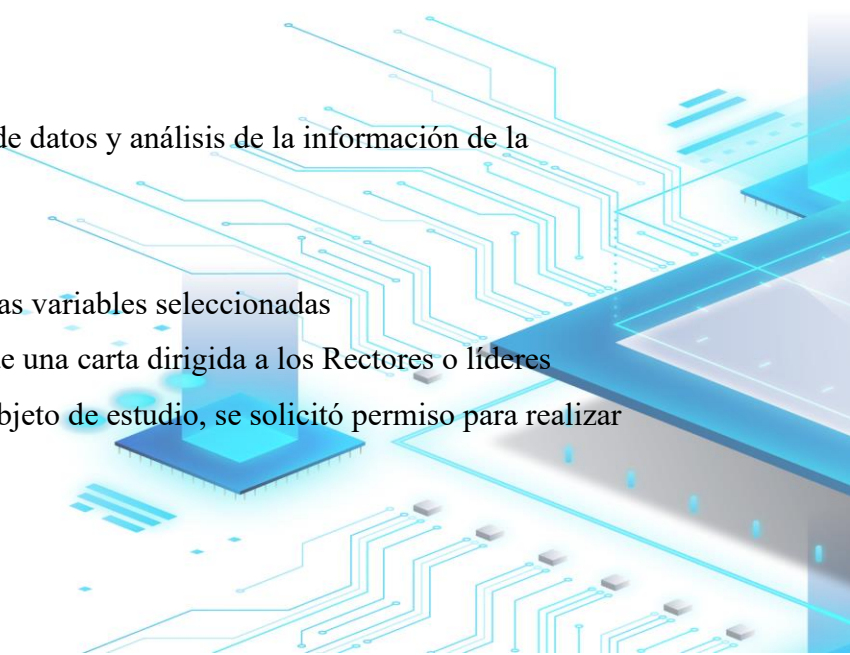 de datos y análisis de la información de la
as variables seleccionadas
e una carta dirigida a los Rectores o líderes
bjeto de estudio, se solicitó permiso para realizar